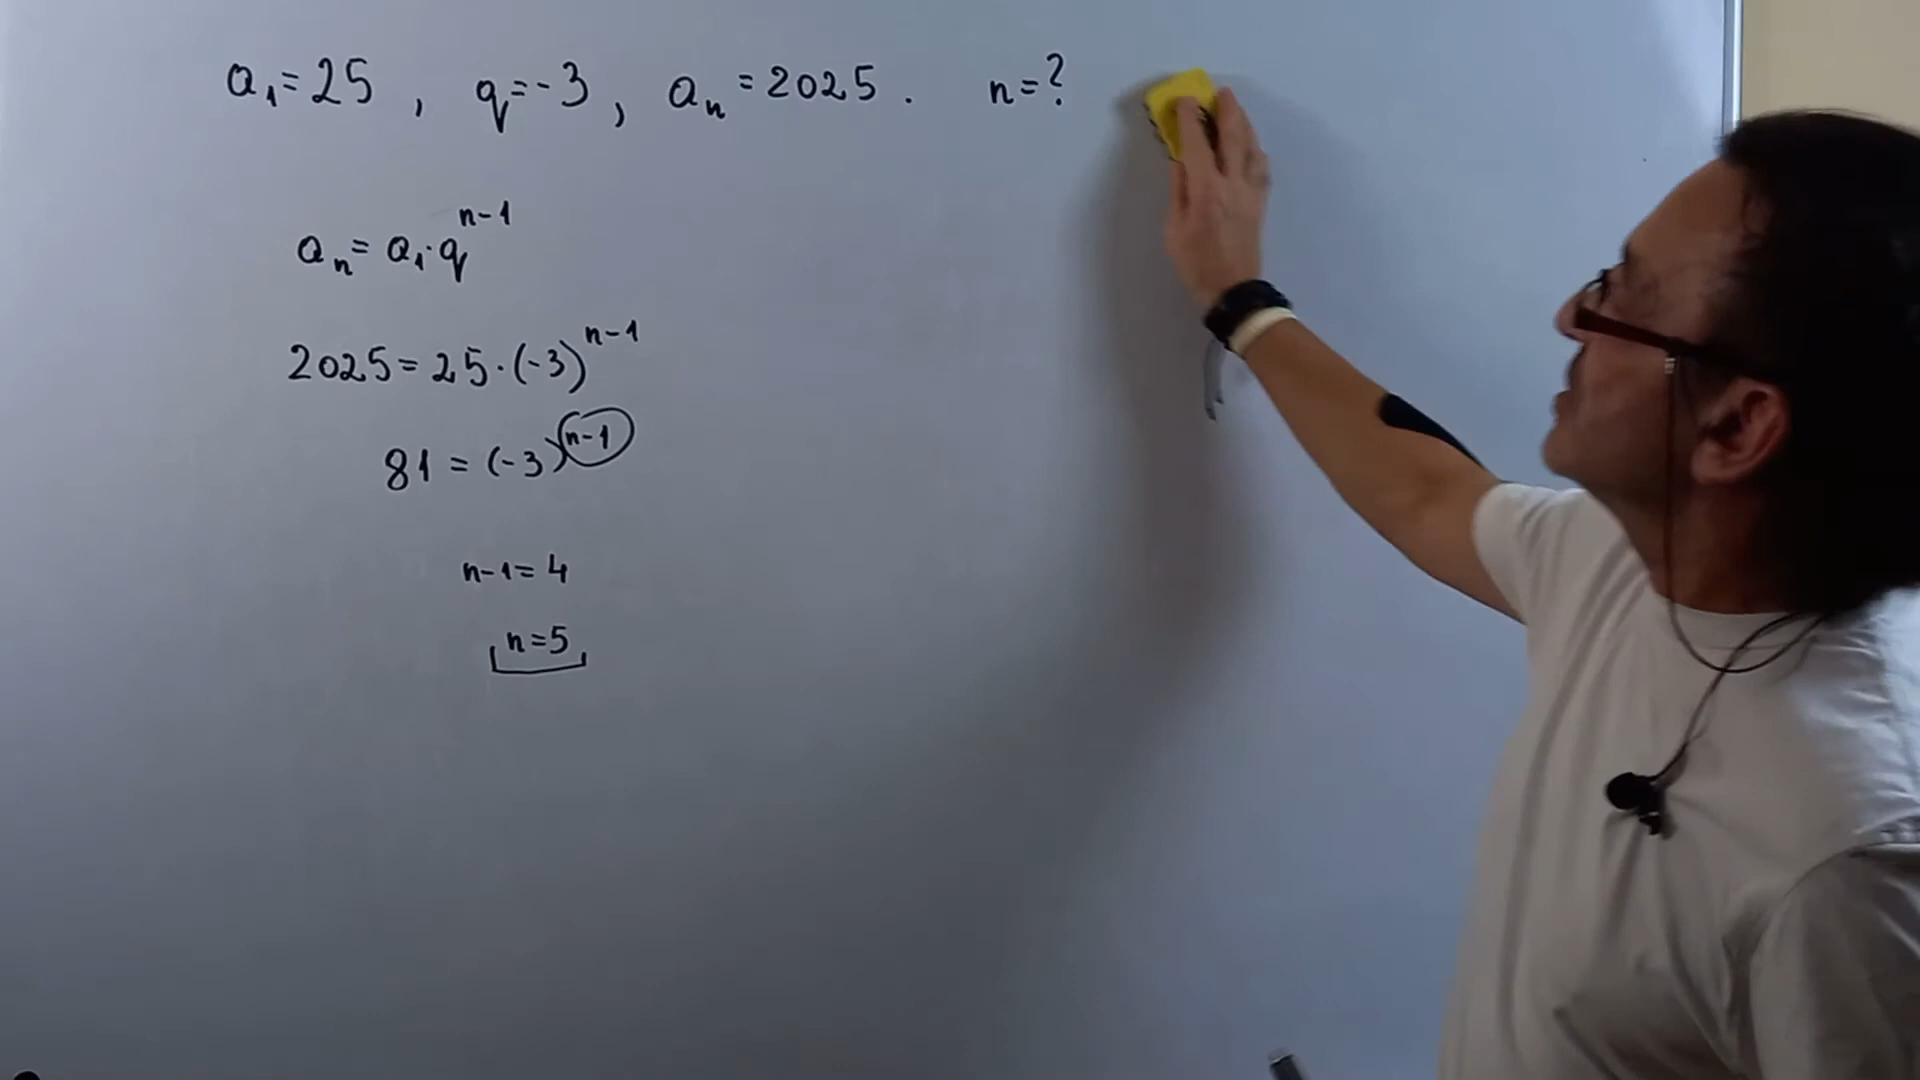 a₁=25 , q=-3 , aₙ=2025 . n=?
aₙ=a₁·qⁿ⁻¹
2025=25·(-3)ⁿ⁻¹
81=(-3)ⁿ⁻¹
n-1=4
n=5